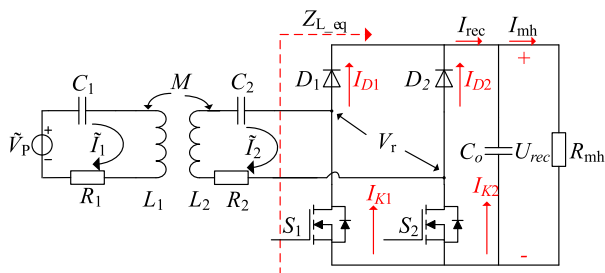 Z_L_eq
I_rec
I_mh
+
C_1
M
C_2
D_1
I_D1
D_2
I_D2
Ṽ_P
+
−
Ĩ_1
Ĩ_2
V_r
C_o
U_rec
R_mh
R_1
L_1
L_2
R_2
I_K1
I_K2
S_1
S_2
-